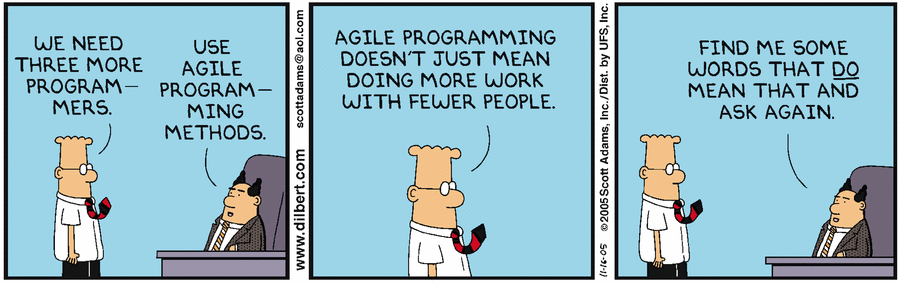 WE NEED
THREE MORE
PROGRAM–
MERS.
USE
AGILE
PROGRAM–
MING
METHODS.
www.dilbert.com scottadams@aol.com
AGILE PROGRAMMING
DOESN'T JUST MEAN
DOING MORE WORK
WITH FEWER PEOPLE.
11-16-05 ©2005 Scott Adams, Inc./Dist. by UFS, Inc.
FIND ME SOME
WORDS THAT DO
MEAN THAT AND
ASK AGAIN.